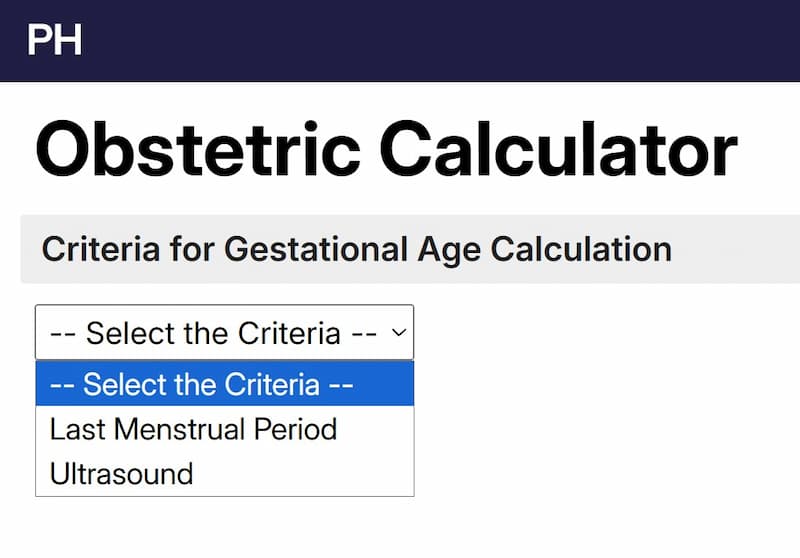 PH
Obstetric Calculator
Criteria for Gestational Age Calculation
-- Select the Criteria --
-- Select the Criteria --
Last Menstrual Period
Ultrasound